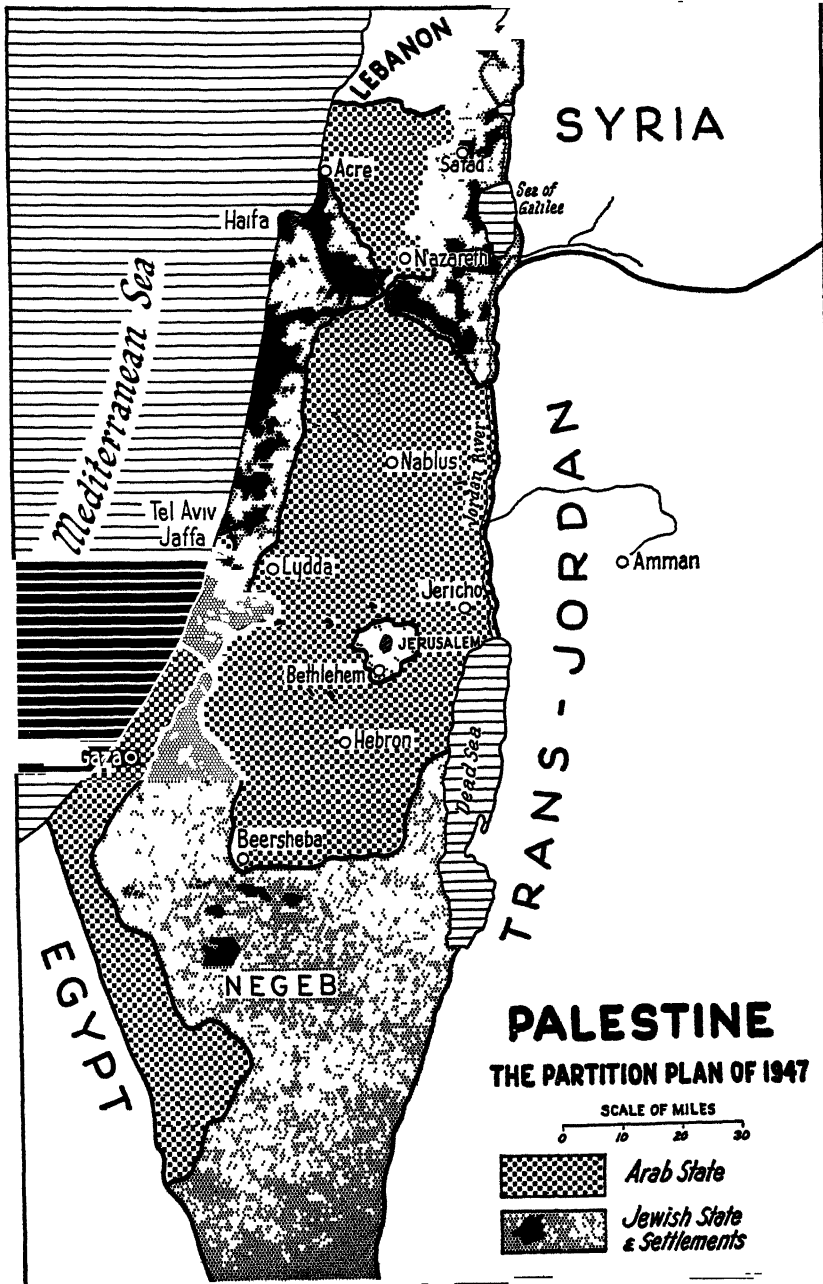 LEBANON
SYRIA
Acre
Safad
Sea of
Galilee
Haifa
Nazareth
Mediterranean Sea
Nablus
Jordan River
TRANS-JORDAN
Tel Aviv
Jaffa
Lydda
Amman
Jericho
JERUSALEM
Bethlehem
Gaza
Hebron
Dead Sea
Beersheba
EGYPT
NEGEB
PALESTINE
THE PARTITION PLAN OF 1947
SCALE OF MILES
0 10 20 30
Arab State
Jewish State
& Settlements